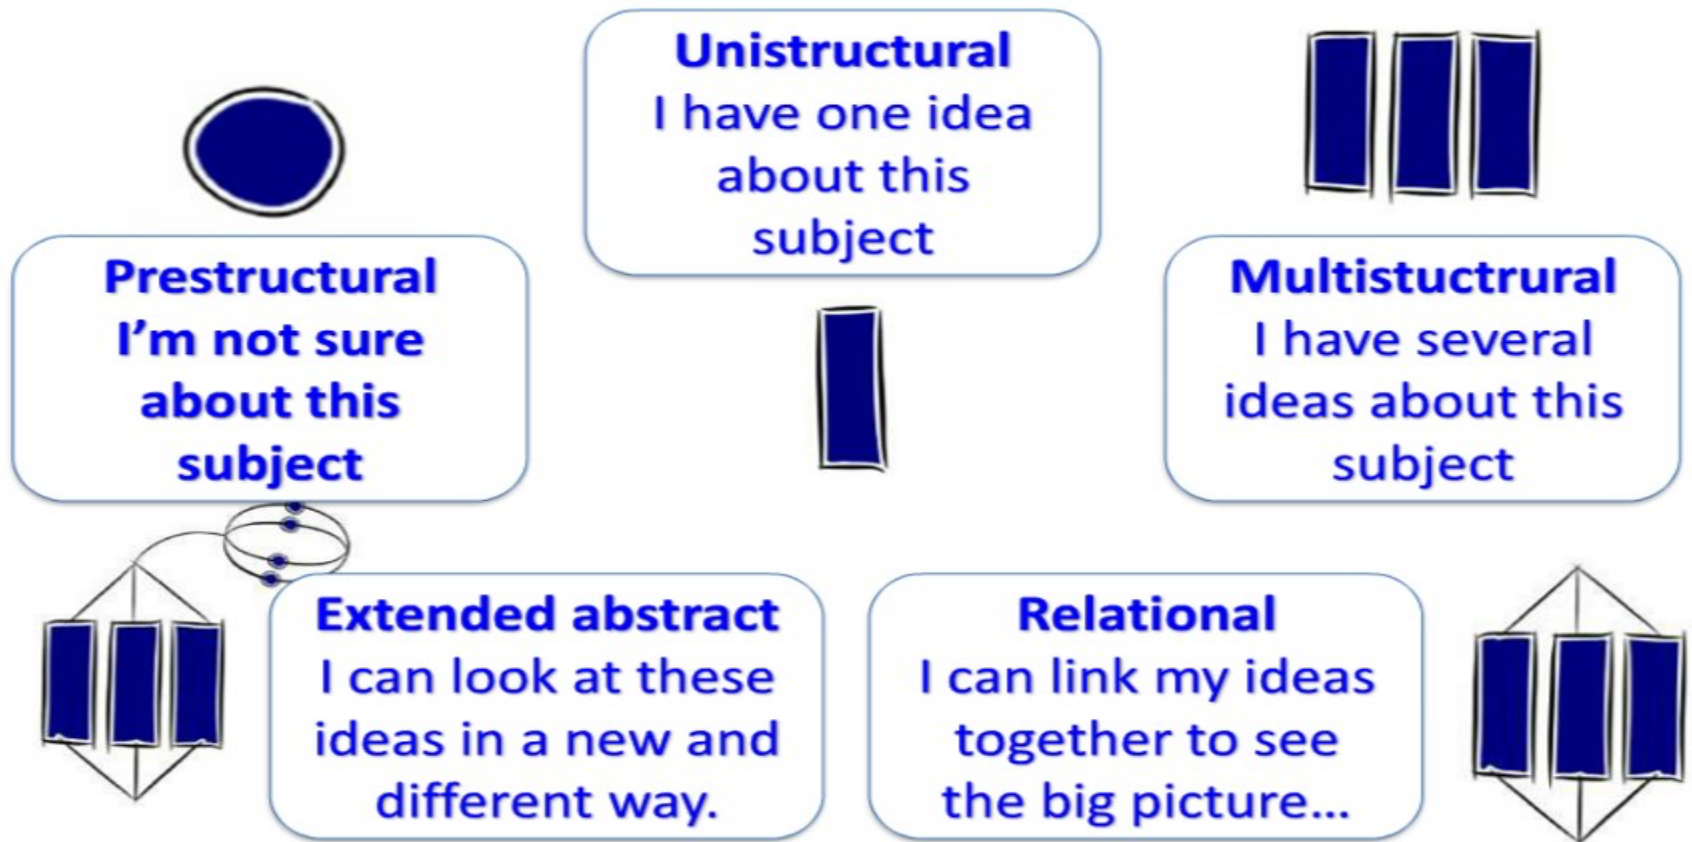 Prestructural
I’m not sure
about this
subject
Unistructural
I have one idea
about this
subject
Multistuctrural
I have several
ideas about this
subject
Extended abstract
I can look at these
ideas in a new and
different way.
Relational
I can link my ideas
together to see
the big picture...